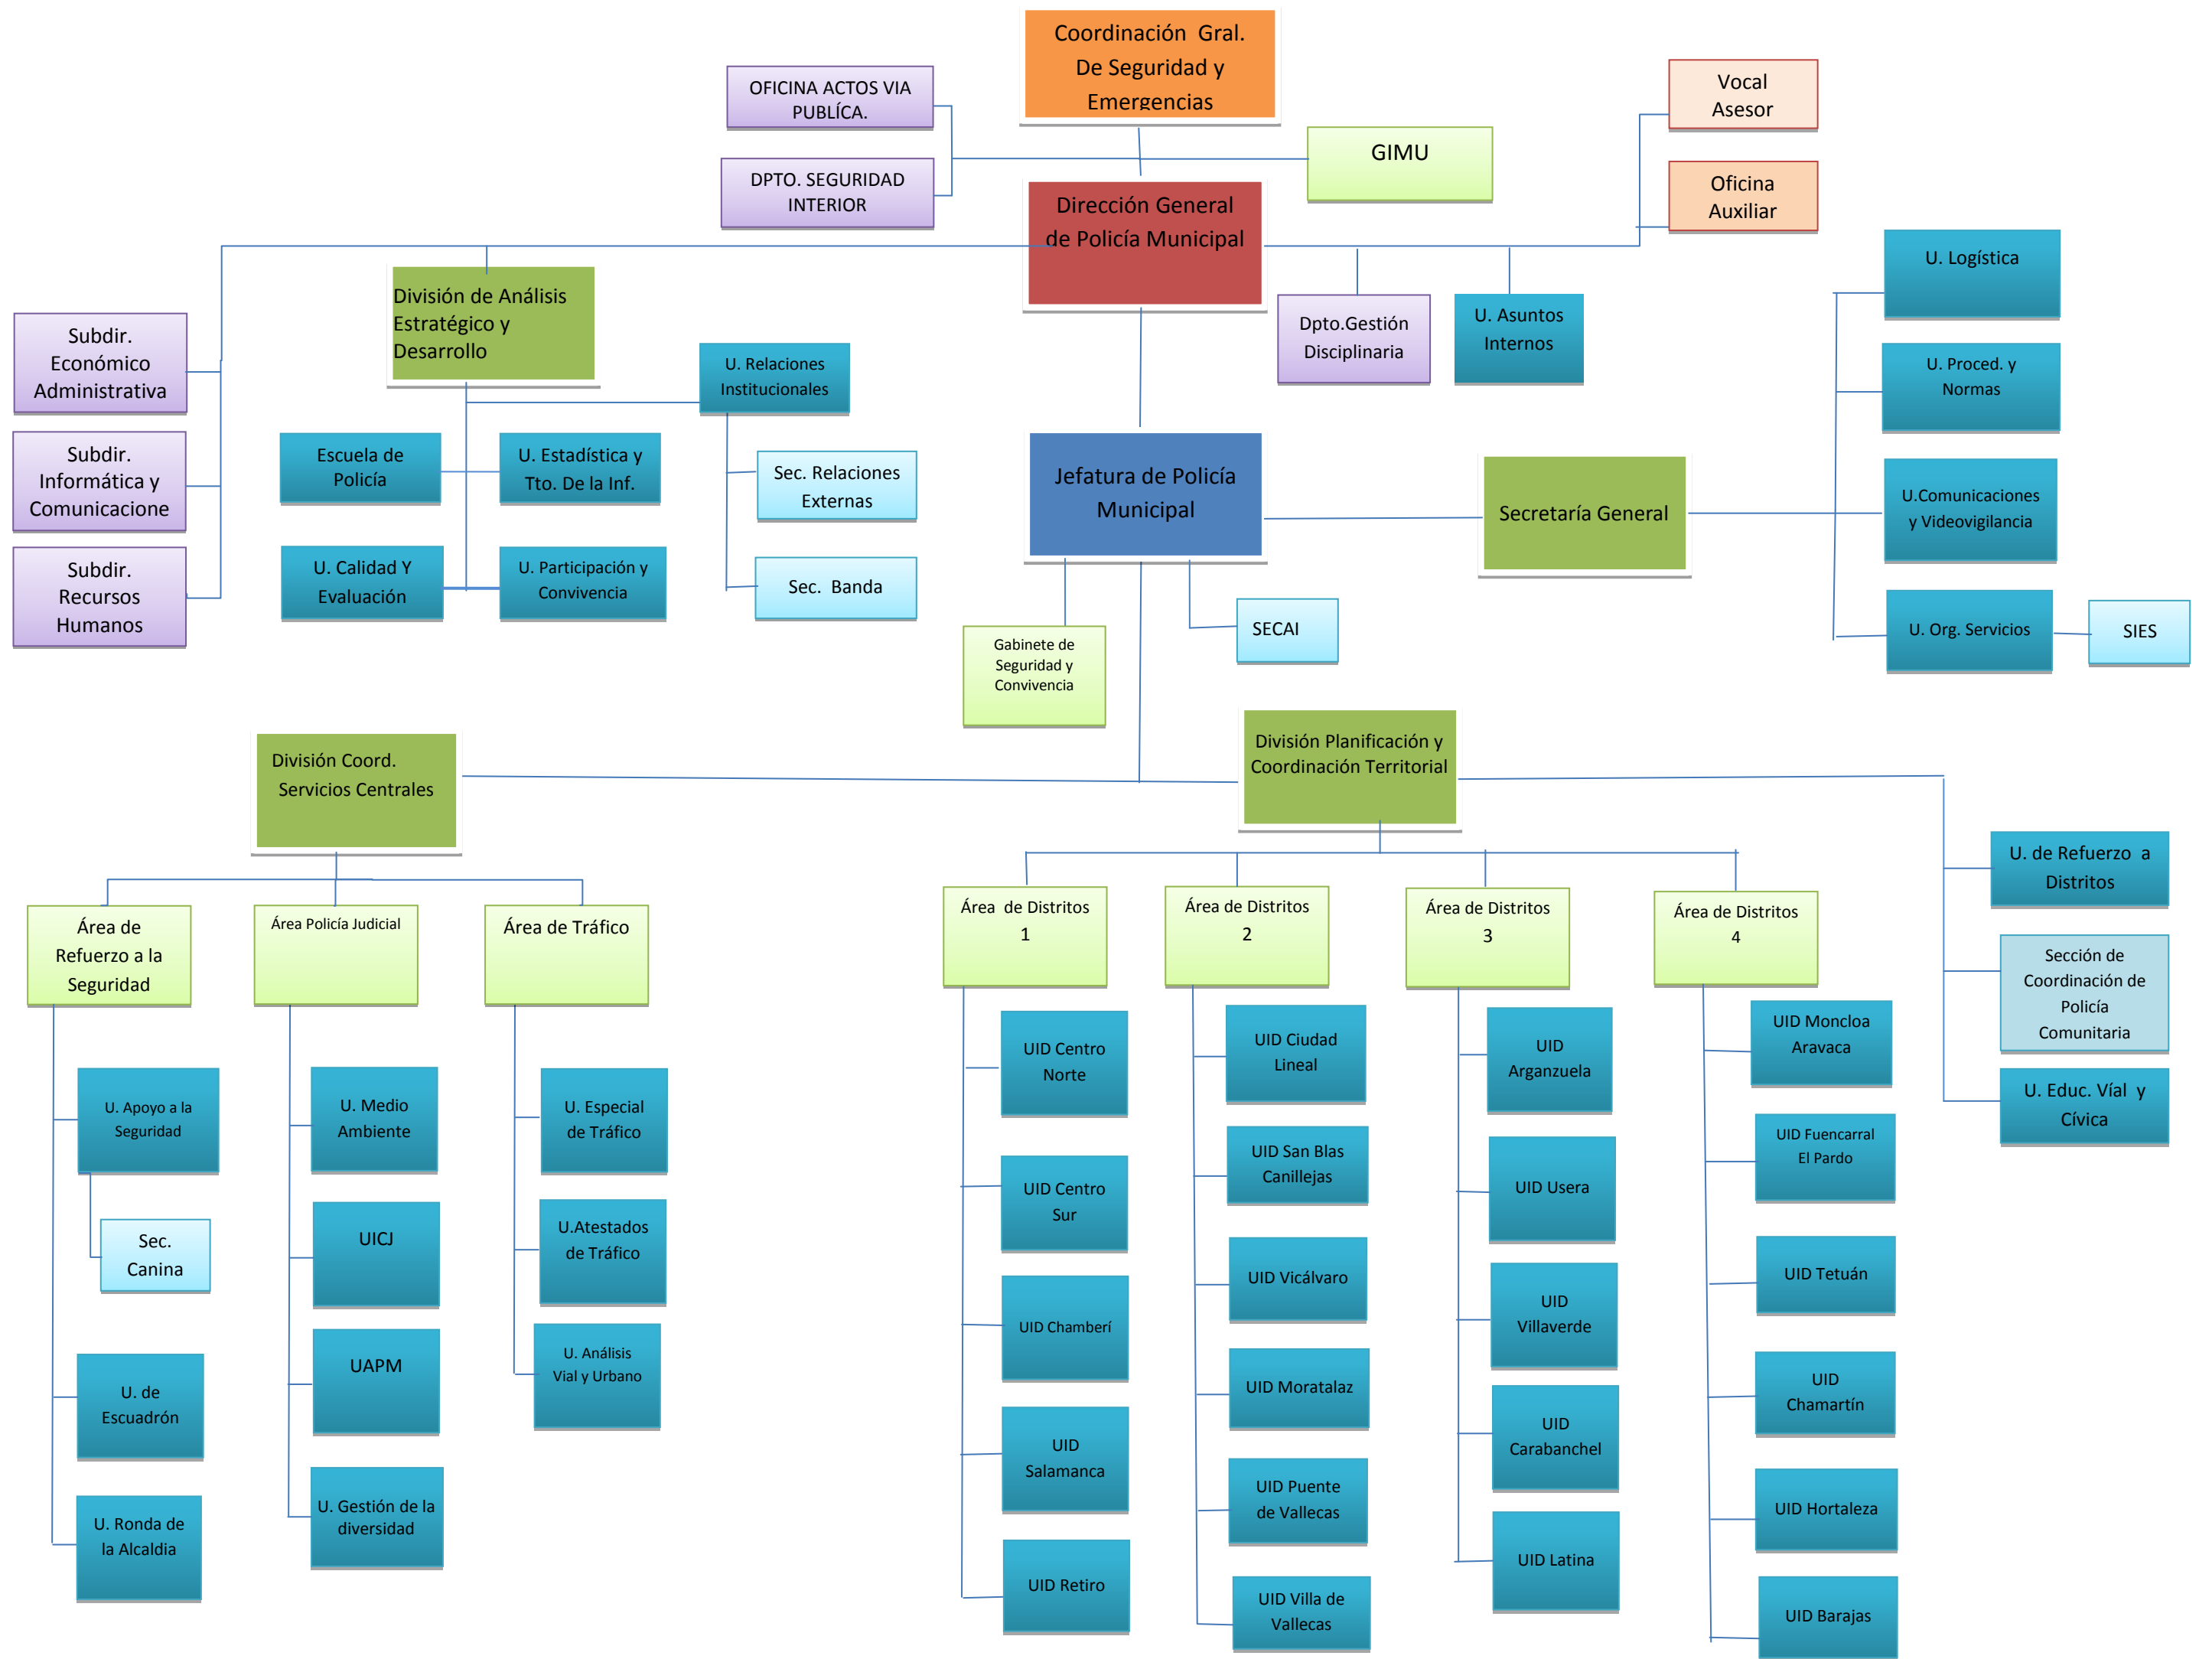 Coordinación Gral.
De Seguridad y
Emergencias
OFICINA ACTOS VIA
PUBLÍCA.
DPTO. SEGURIDAD
INTERIOR
GIMU
Vocal
Asesor
Oficina
Auxiliar
Dirección General
de Policía Municipal
División de Análisis
Estratégico y
Desarrollo
Subdir.
Económico
Administrativa
Subdir.
Informática y
Comunicacione
Subdir.
Recursos
Humanos
U. Relaciones
Institucionales
Escuela de
Policía
U. Estadística y
Tto. De la Inf.
U. Calidad Y
Evaluación
U. Participación y
Convivencia
Sec. Relaciones
Externas
Sec. Banda
Dpto.Gestión
Disciplinaria
U. Asuntos
Internos
Jefatura de Policía
Municipal
Secretaría General
U. Logística
U. Proced. y
Normas
U.Comunicaciones
y Videovigilancia
U. Org. Servicios
SIES
Gabinete de
Seguridad y
Convivencia
SECAI
División Coord.
Servicios Centrales
División Planificación y
Coordinación Territorial
Área de
Refuerzo a la
Seguridad
Área Policía Judicial
Área de Tráfico
U. Apoyo a la
Seguridad
Sec.
Canina
U. de
Escuadrón
U. Ronda de
la Alcaldia
U. Medio
Ambiente
UICJ
UAPM
U. Gestión de la
diversidad
U. Especial
de Tráfico
U.Atestados
de Tráfico
U. Análisis
Vial y Urbano
Área de Distritos
1
Área de Distritos
2
Área de Distritos
3
Área de Distritos
4
UID Centro
Norte
UID Centro
Sur
UID Chamberí
UID
Salamanca
UID Retiro
UID Ciudad
Lineal
UID San Blas
Canillejas
UID Vicálvaro
UID Moratalaz
UID Puente
de Vallecas
UID Villa de
Vallecas
UID
Arganzuela
UID Usera
UID
Villaverde
UID
Carabanchel
UID Latina
UID Moncloa
Aravaca
UID Fuencarral
El Pardo
UID Tetuán
UID
Chamartín
UID Hortaleza
UID Barajas
U. de Refuerzo a
Distritos
Sección de
Coordinación de
Policía
Comunitaria
U. Educ. Víal y
Cívica